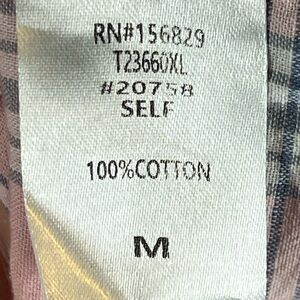 RN#156829
T23660XL
#20758
SELF
100%COTTON
M